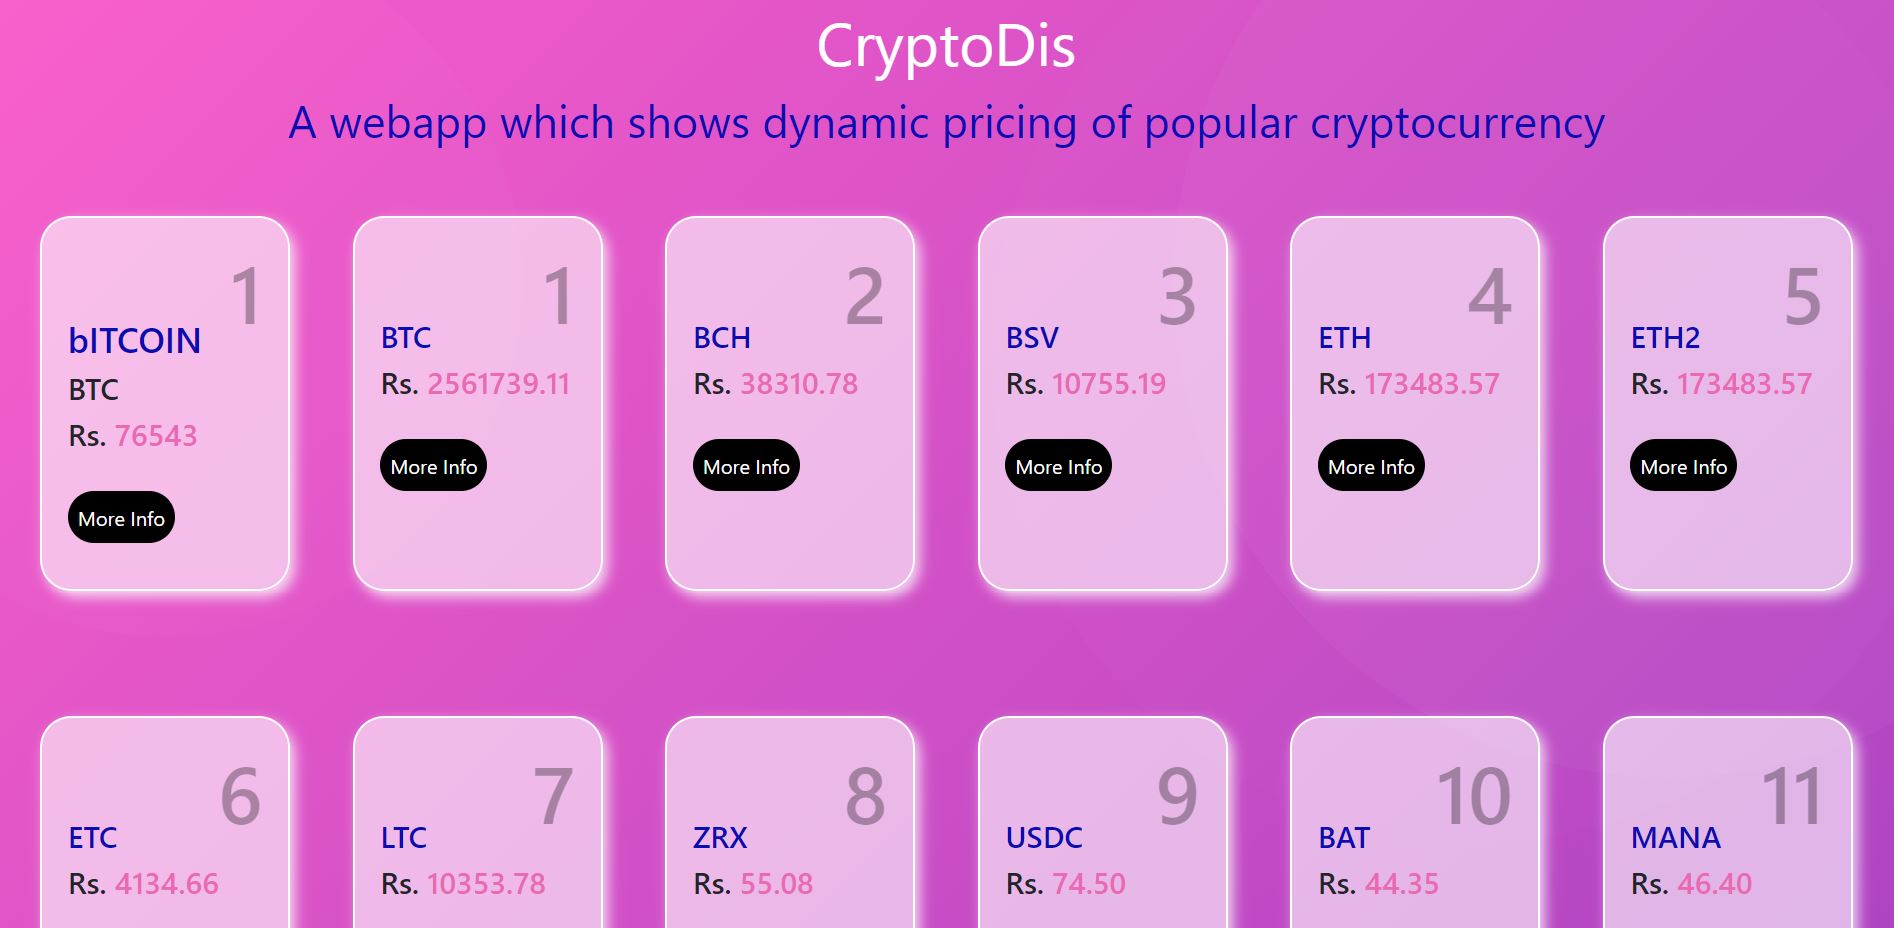 CryptoDis
A webapp which shows dynamic pricing of popular cryptocurrency
1
bITCOIN
BTC
Rs. 76543
More Info
1
BTC
Rs. 2561739.11
More Info
2
BCH
Rs. 38310.78
More Info
3
BSV
Rs. 10755.19
More Info
4
ETH
Rs. 173483.57
More Info
5
ETH2
Rs. 173483.57
More Info
6
ETC
Rs. 4134.66
7
LTC
Rs. 10353.78
8
ZRX
Rs. 55.08
9
USDC
Rs. 74.50
10
BAT
Rs. 44.35
11
MANA
Rs. 46.40